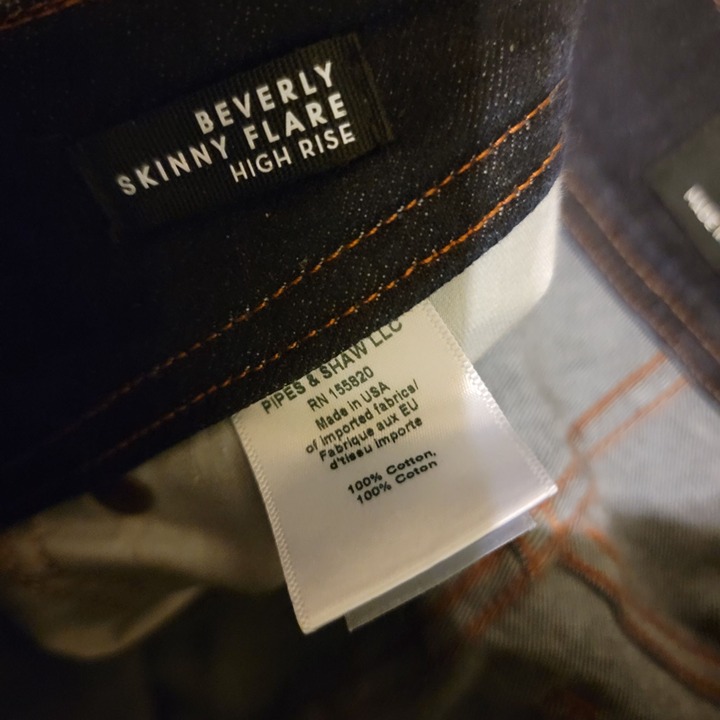 BEVERLY
SKINNY FLARE
HIGH RISE
PIPES & SHAW LLC
RN 155820
Made in USA
of imported fabrics/
Fabrique aux EU
d'tissu importe
100% Cotton,
100% Coton